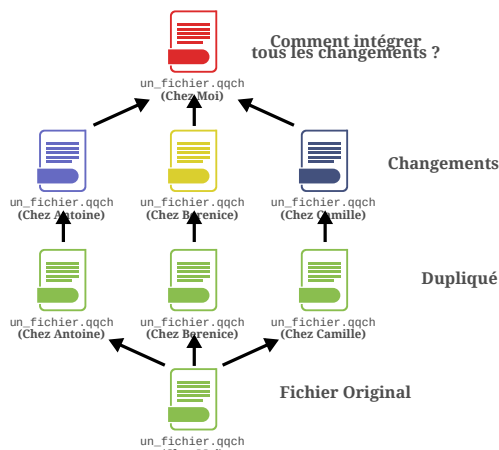 Comment intégrer
tous les changements ?
un_fichier.qqch
(Chez Moi)
Changements
un_fichier.qqch
(Chez Antoine)
un_fichier.qqch
(Chez Berenice)
un_fichier.qqch
(Chez Camille)
Dupliqué
un_fichier.qqch
(Chez Antoine)
un_fichier.qqch
(Chez Berenice)
un_fichier.qqch
(Chez Camille)
Fichier Original
un_fichier.qqch